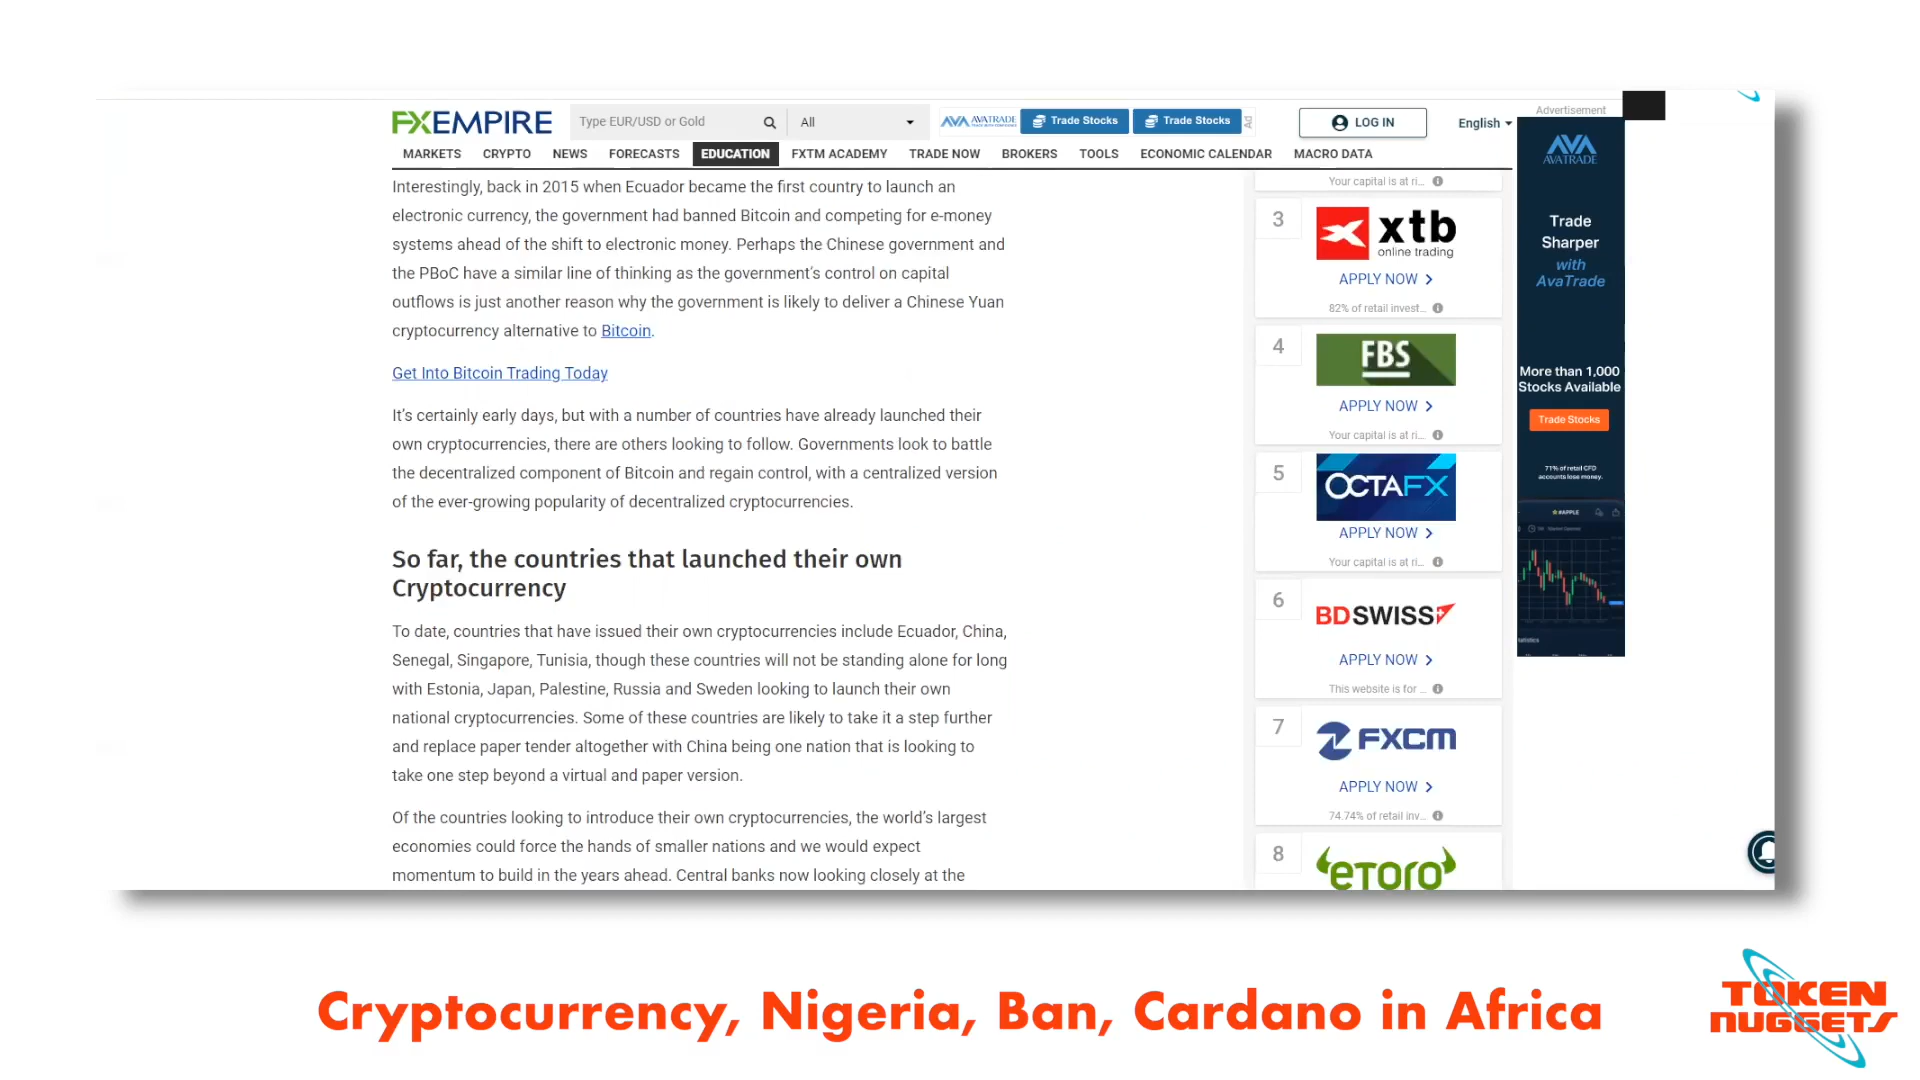 FXEMPIRE
Type EUR/USD or Gold
All
AVA AVATRADE
Trade Stocks
Trade Stocks
Ad
LOG IN
English
MARKETS CRYPTO NEWS FORECASTS EDUCATION FXTM ACADEMY TRADE NOW BROKERS TOOLS ECONOMIC CALENDAR MACRO DATA
Interestingly, back in 2015 when Ecuador became the first country to launch an
electronic currency, the government had banned Bitcoin and competing for e-money
systems ahead of the shift to electronic money. Perhaps the Chinese government and
the PBoC have a similar line of thinking as the government's control on capital
outflows is just another reason why the government is likely to deliver a Chinese Yuan
cryptocurrency alternative to Bitcoin.
Get Into Bitcoin Trading Today
It's certainly early days, but with a number of countries have already launched their
own cryptocurrencies, there are others looking to follow. Governments look to battle
the decentralized component of Bitcoin and regain control, with a centralized version
of the ever-growing popularity of decentralized cryptocurrencies.
So far, the countries that launched their own
Cryptocurrency
To date, countries that have issued their own cryptocurrencies include Ecuador, China,
Senegal, Singapore, Tunisia, though these countries will not be standing alone for long
with Estonia, Japan, Palestine, Russia and Sweden looking to launch their own
national cryptocurrencies. Some of these countries are likely to take it a step further
and replace paper tender altogether with China being one nation that is looking to
take one step beyond a virtual and paper version.
Of the countries looking to introduce their own cryptocurrencies, the world's largest
economies could force the hands of smaller nations and we would expect
momentum to build in the years ahead. Central banks now looking closely at the
Your capital is at ri...
3
xtb
online trading
APPLY NOW
82% of retail invest...
4
FBS
APPLY NOW
Your capital is at ri...
5
OCTAFX
APPLY NOW
Your capital is at ri...
6
BDSWISS
APPLY NOW
This website is for ...
7
FXCM
APPLY NOW
74.74% of retail inv...
8
eToro
Advertisement
AVA
AVATRADE
Trade
Sharper
with
AvaTrade
More than 1,000
Stocks Available
Trade Stocks
71% of retail CFD
accounts lose money.
#APPLE
Cryptocurrency, Nigeria, Ban, Cardano in Africa
TOKEN
NUGGETS